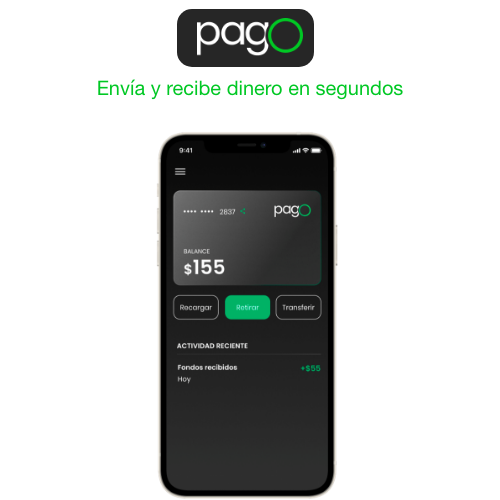 pago
Envía y recibe dinero en segundos
9:41
•••• •••• 2837
pago
BALANCE
$155
Recargar Retirar Transferir
ACTIVIDAD RECIENTE
Fondos recibidos +$55
Hoy